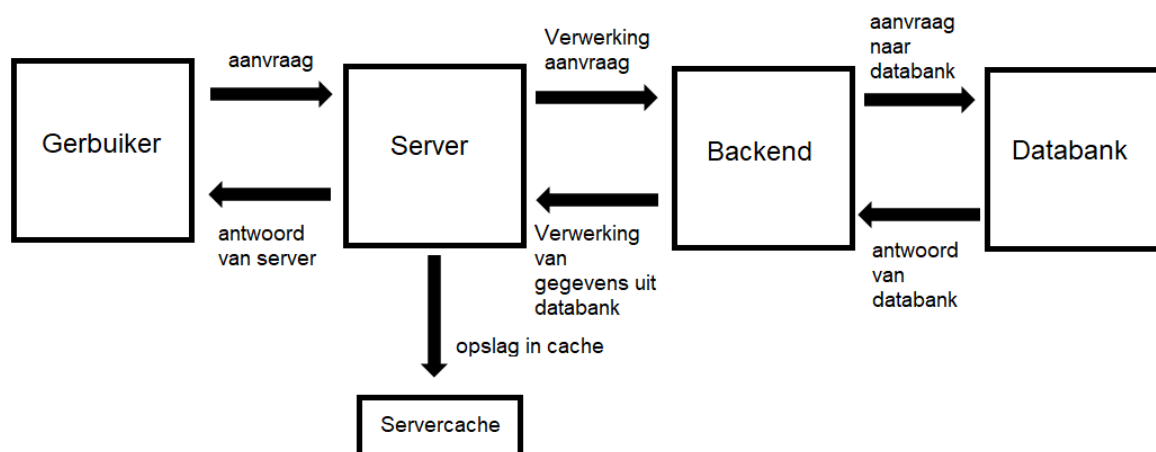 Gerbuiker
aanvraag
antwoord
van server
Server
Verwerking
aanvraag
Verwerking
van
gegevens uit
databank
Backend
aanvraag
naar
databank
antwoord
van
databank
Databank
opslag in cache
Servercache